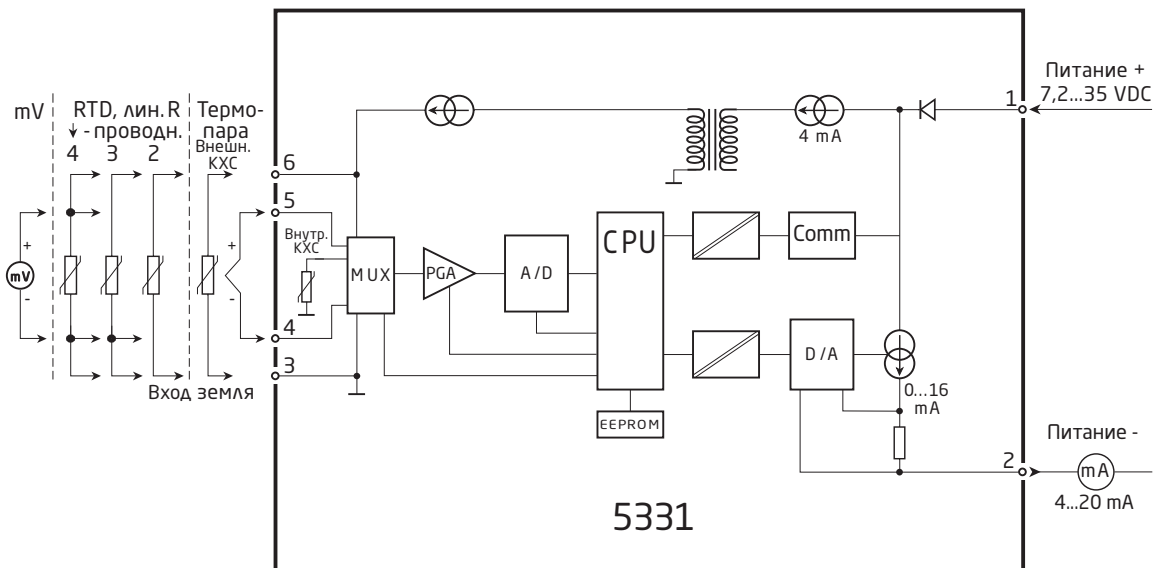 mV
RTD, лин. R
- проводн.
4 3 2
Термо-
пара
Внешн.
КХС
+
mV
-
+
-
Вход земля
6
5
4
3
Внутр.
КХС
MUX
PGA
A/D
CPU
EEPROM
Comm
D/A
4 mA
0...16
mA
1
2
Питание +
7,2...35 VDC
Питание -
mA
4...20 mA
5331